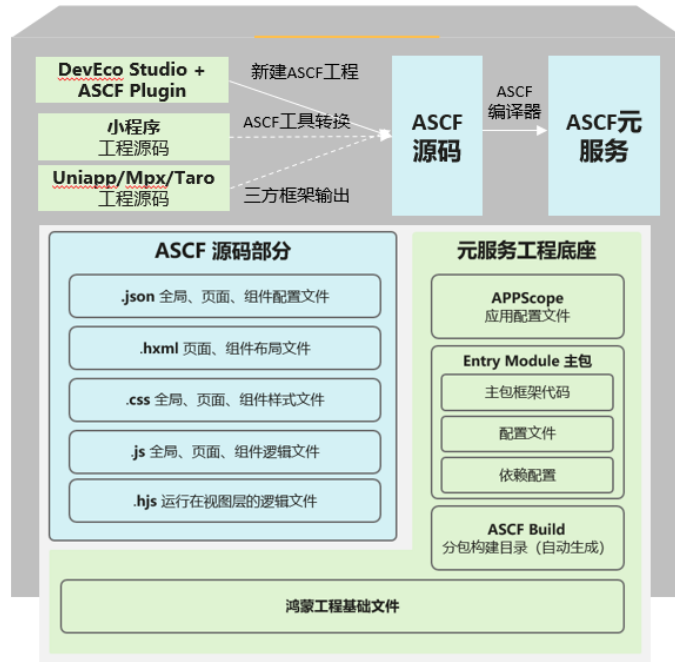 DevEco Studio +
ASCF Plugin
新建ASCF工程
小程序
工程源码
ASCF工具转换
Uniapp/Mpx/Taro
工程源码
三方框架输出
ASCF
源码
ASCF
编译器
ASCF元
服务
ASCF 源码部分
.json 全局、页面、组件配置文件
.hxml 页面、组件布局文件
.css 全局、页面、组件样式文件
.js 全局、页面、组件逻辑文件
.hjs 运行在视图层的逻辑文件
元服务工程底座
APPScope
应用配置文件
Entry Module 主包
主包框架代码
配置文件
依赖配置
ASCF Build
分包构建目录（自动生成）
鸿蒙工程基础文件